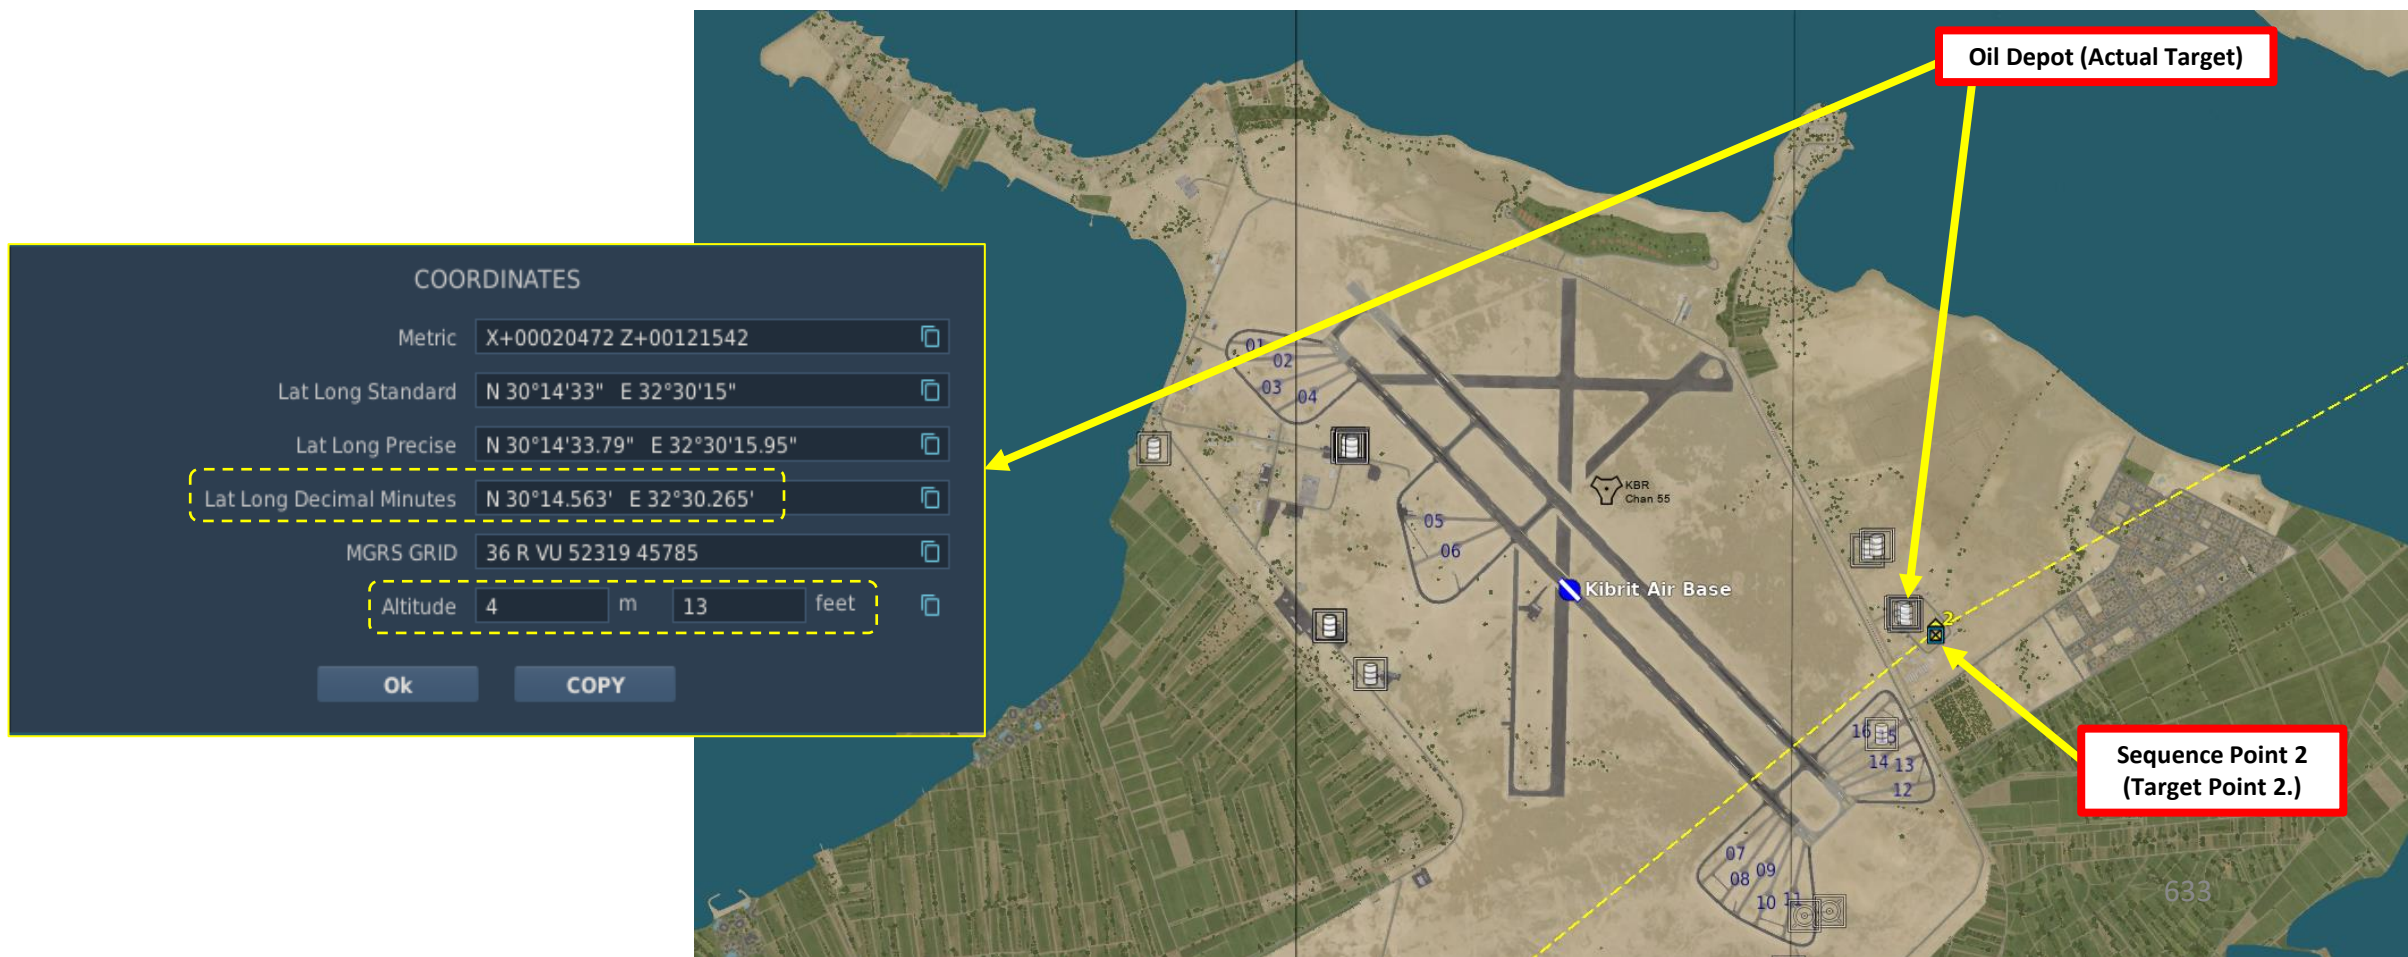 Oil Depot (Actual Target)
COORDINATES
Metric X+00020472 Z+00121542
Lat Long Standard N 30°14'33" E 32°30'15"
Lat Long Precise N 30°14'33.79" E 32°30'15.95"
Lat Long Decimal Minutes N 30°14.563' E 32°30.265'
MGRS GRID 36 R VU 52319 45785
Altitude 4 m 13 feet
Ok COPY
01
02
03
04
05
06
KBR
Chan 55
Kibrit Air Base
2
Sequence Point 2
(Target Point 2.)
16
14 13
12
07
08 09
10 11
633